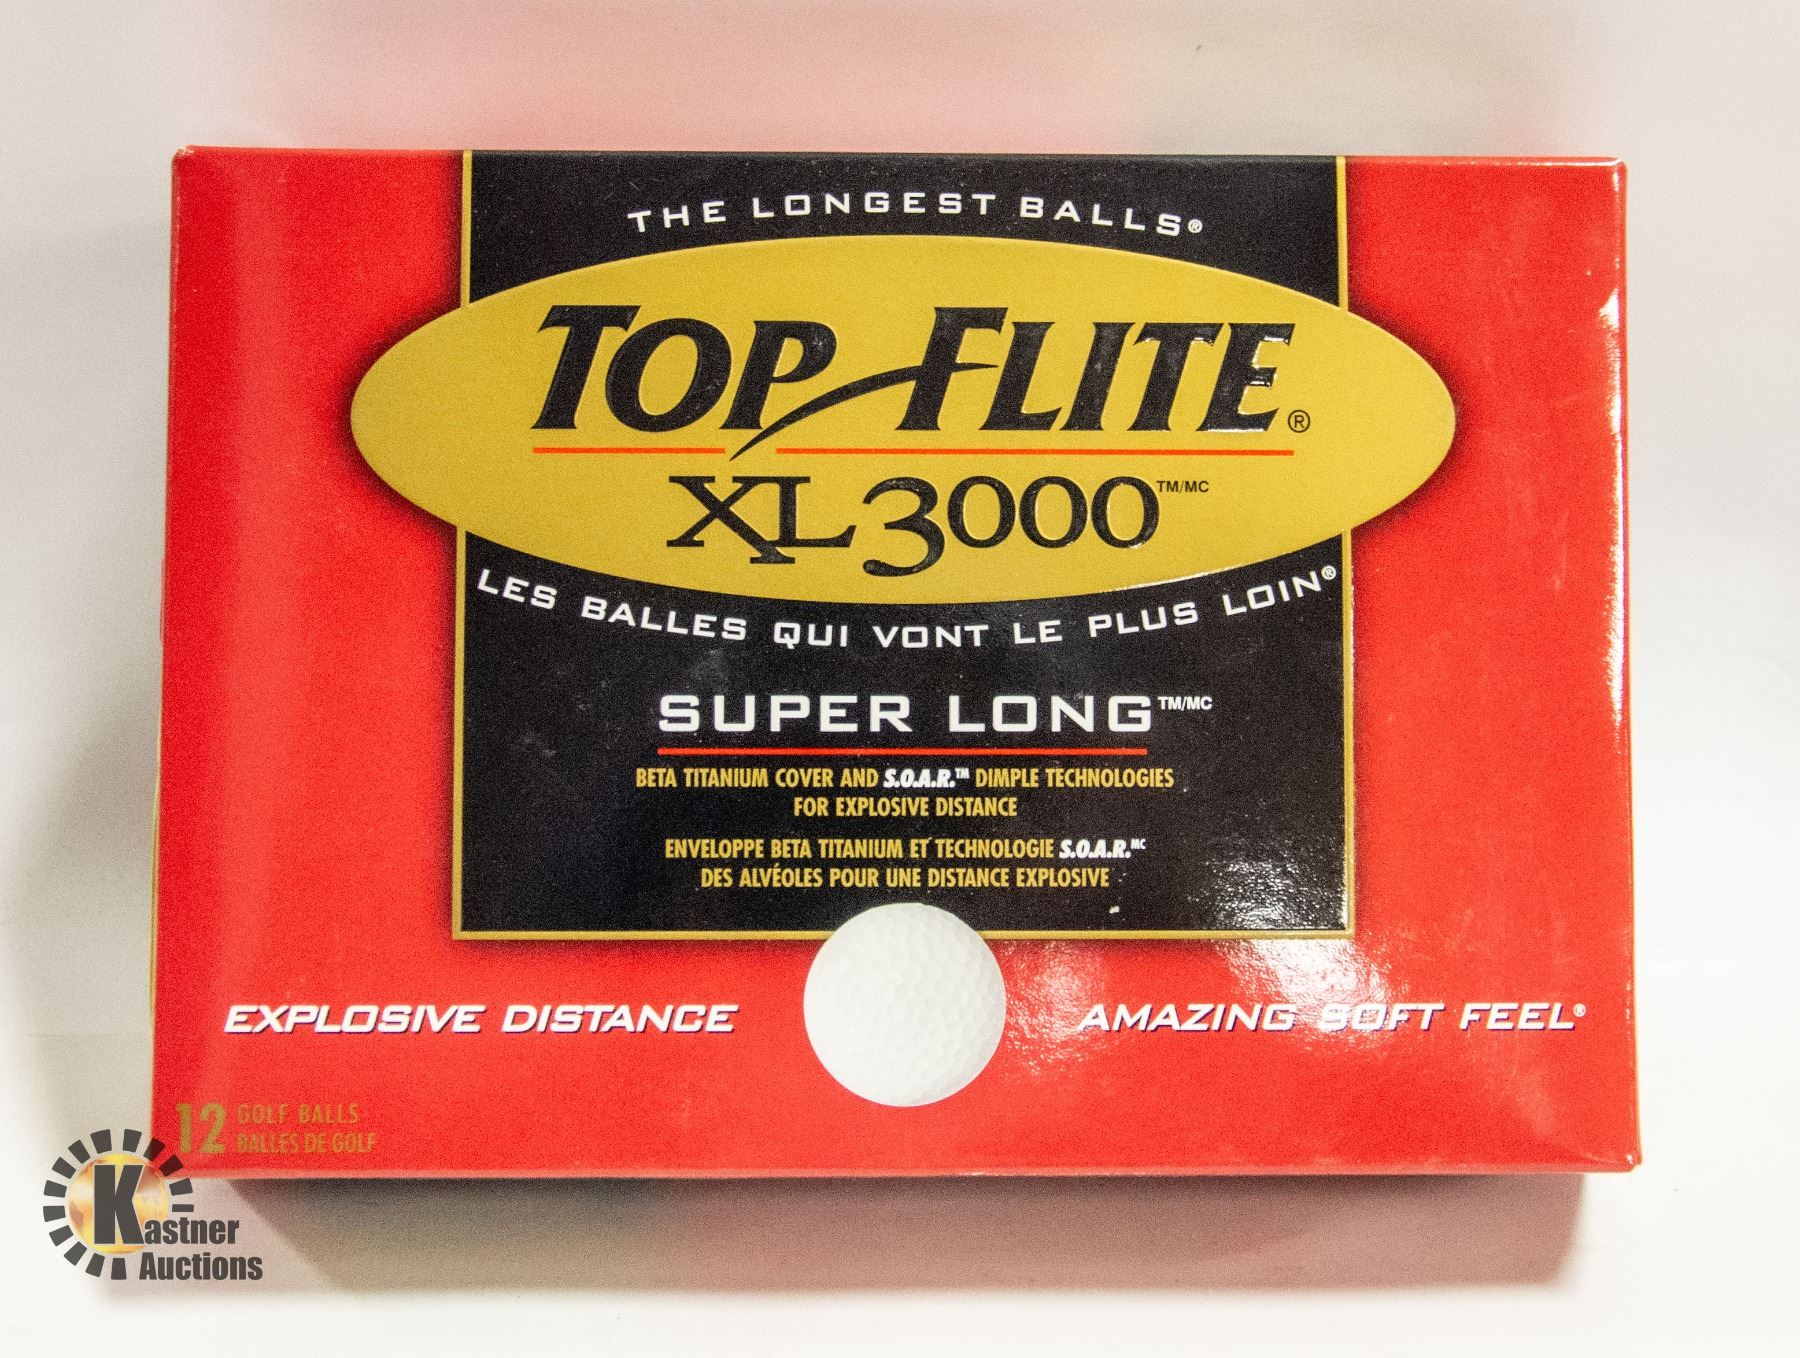 THE LONGEST BALLS®
TOP FLITE®
XL3000™/MC
LES BALLES QUI VONT LE PLUS LOIN®
SUPER LONG™/MC
BETA TITANIUM COVER AND S.O.A.R.™ DIMPLE TECHNOLOGIES
FOR EXPLOSIVE DISTANCE
ENVELOPPE BETA TITANIUM ET TECHNOLOGIE S.O.A.R.MC
DES ALVÉOLES POUR UNE DISTANCE EXPLOSIVE
EXPLOSIVE DISTANCE
AMAZING SOFT FEEL®
12 GOLF BALLS
BALLES DE GOLF
Kastner
Auctions